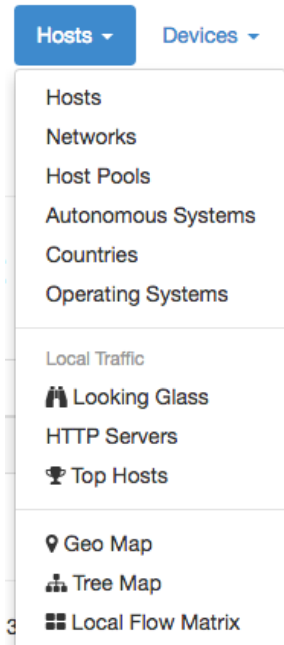 Hosts Devices
Hosts
Networks
Host Pools
Autonomous Systems
Countries
Operating Systems
Local Traffic
Looking Glass
HTTP Servers
Top Hosts
Geo Map
Tree Map
3 Local Flow Matrix